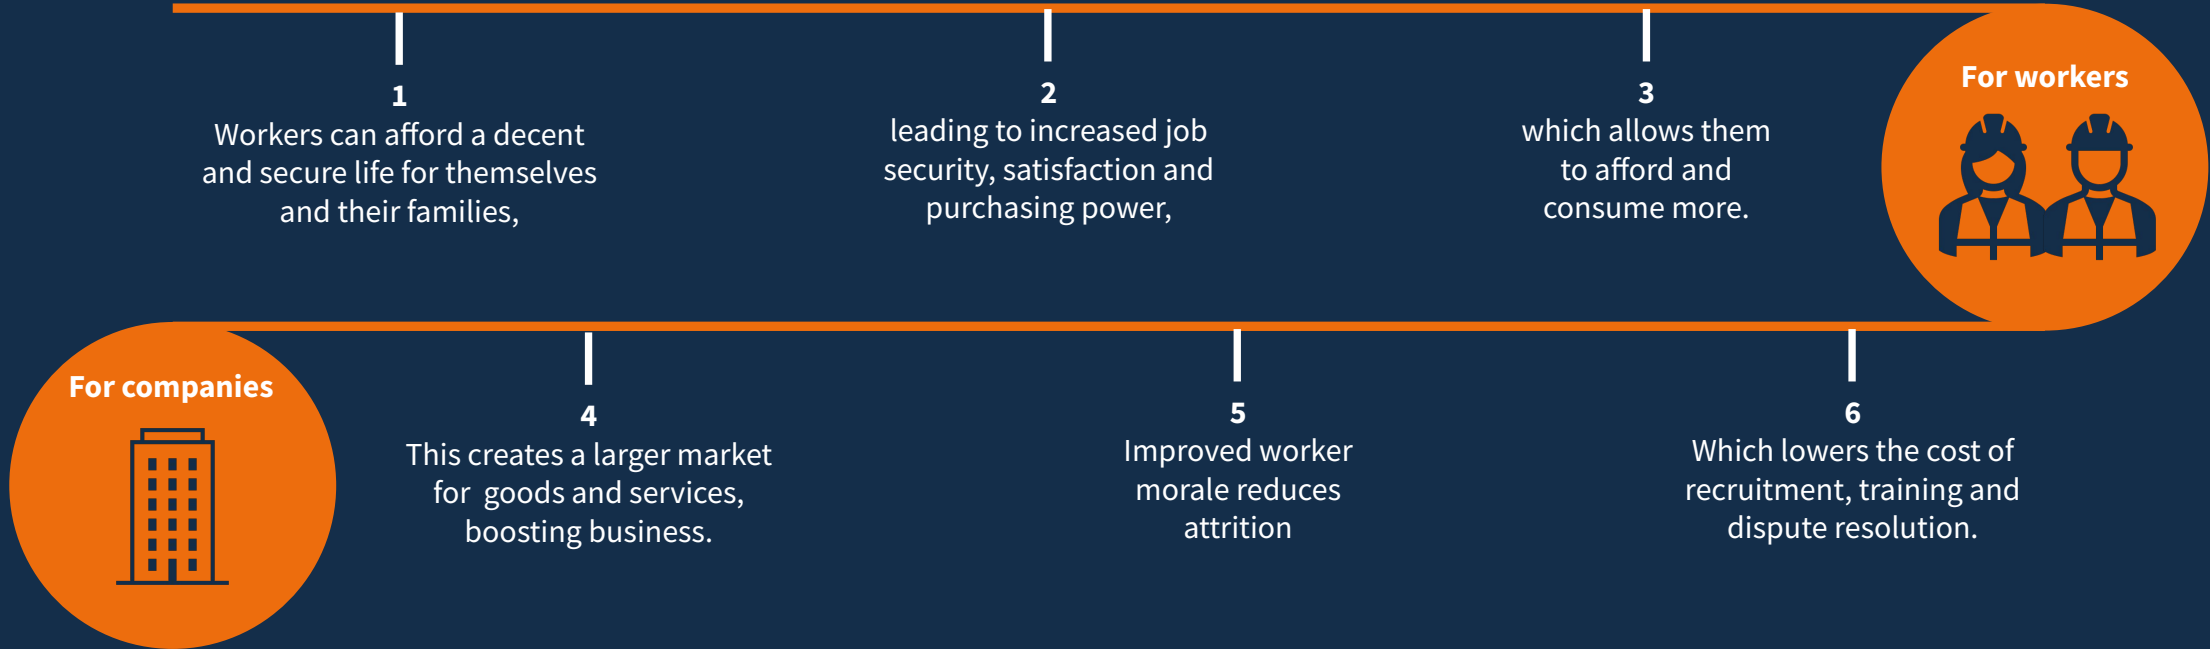 1
Workers can afford a decent
and secure life for themselves
and their families,
2
leading to increased job
security, satisfaction and
purchasing power,
3
which allows them
to afford and
consume more.
For workers
For companies
4
This creates a larger market
for  goods and services,
boosting business.
5
Improved worker
morale reduces
attrition
6
Which lowers the cost of
recruitment, training and
dispute resolution.